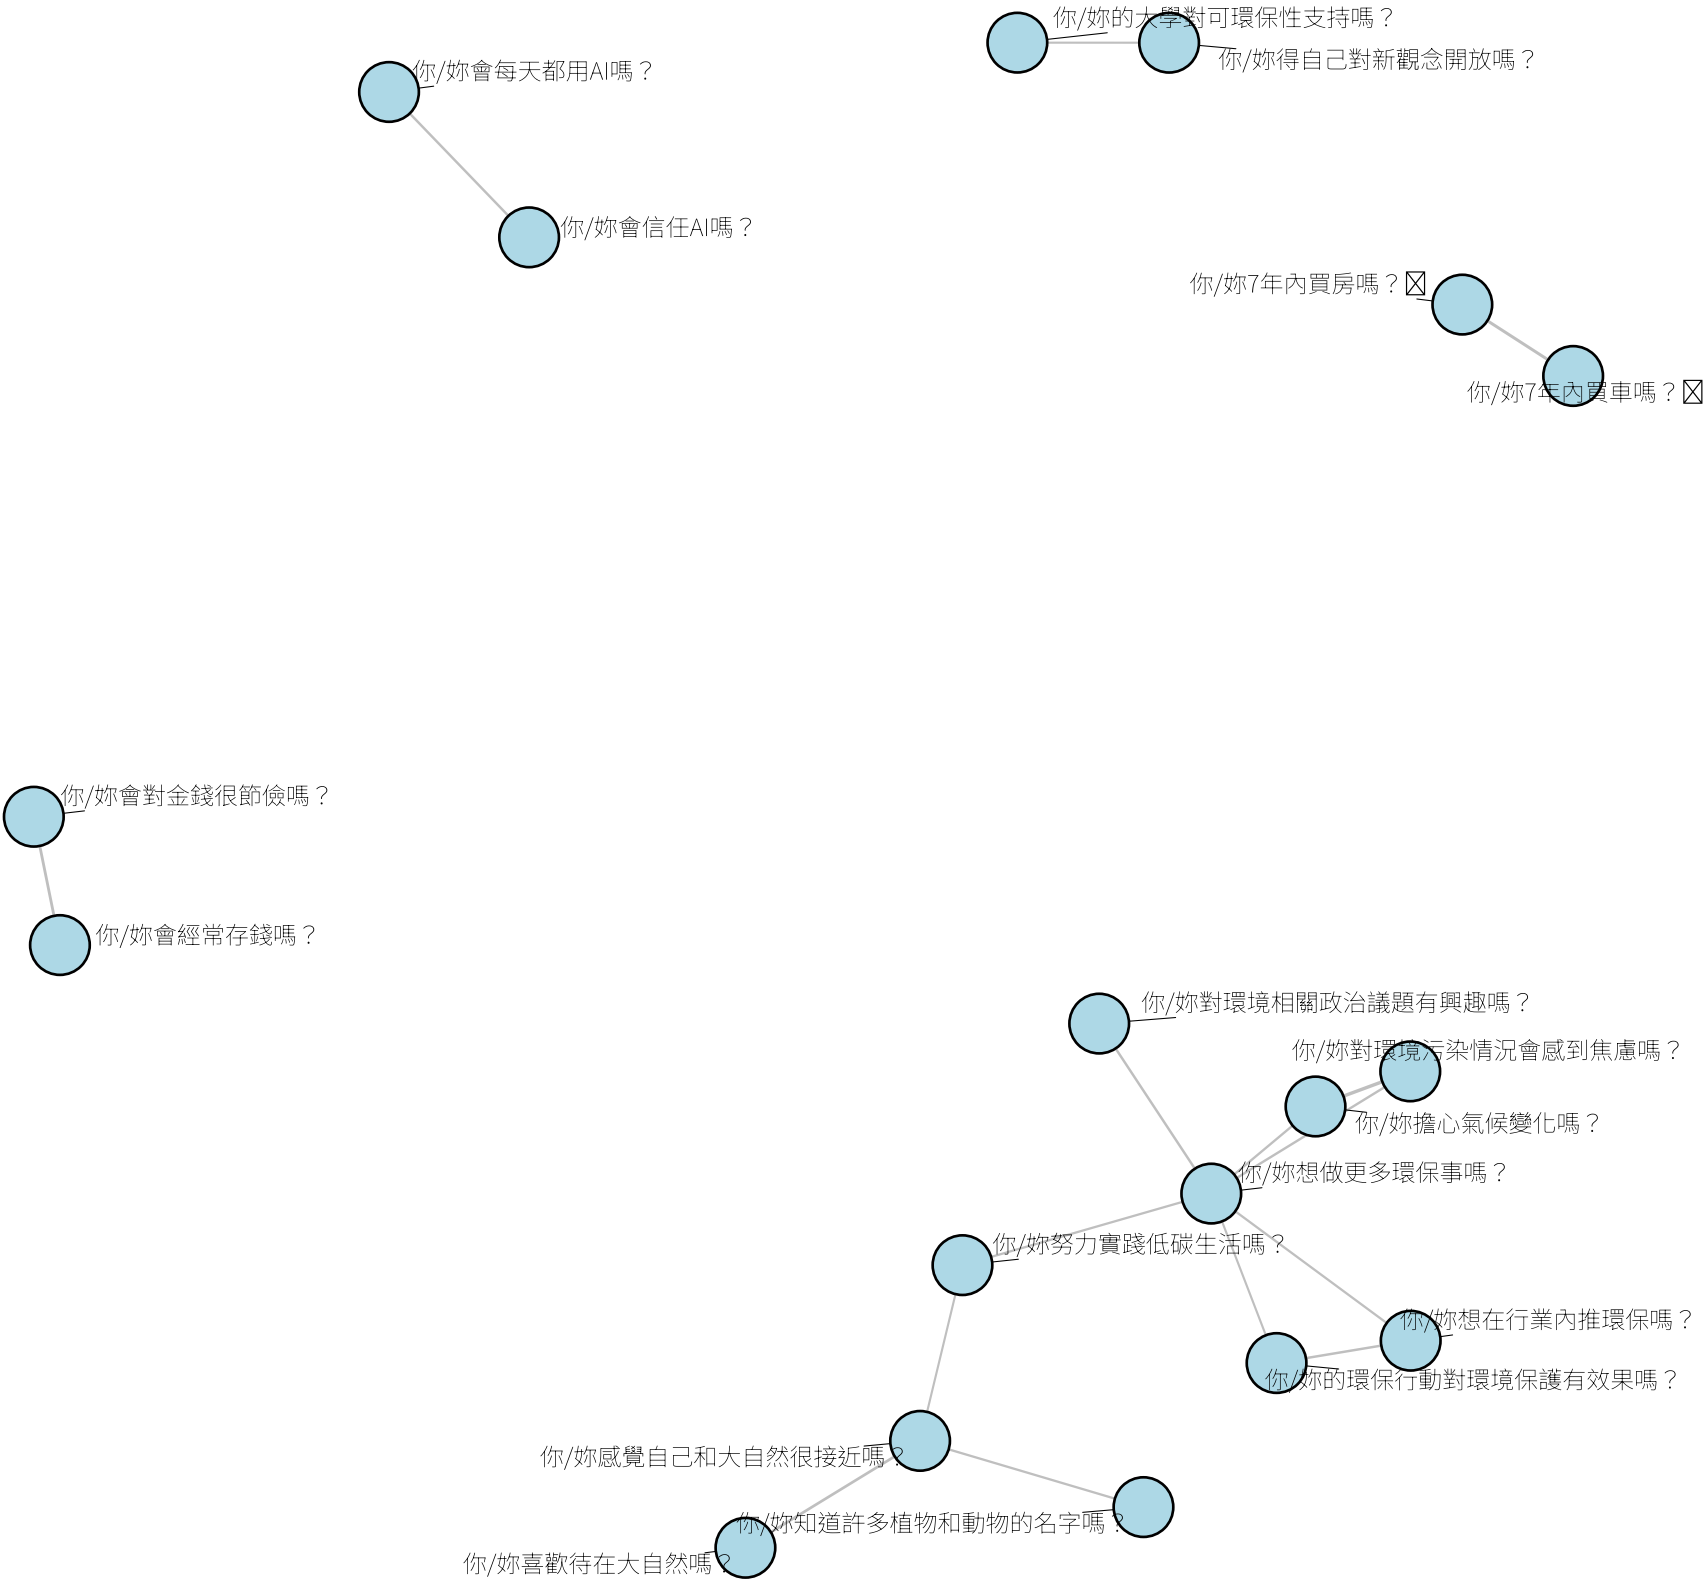 你/妳的大學對可環保性支持嗎？
你/妳得自己對新觀念開放嗎？
你/妳會每天都用AI嗎？
你/妳會信任AI嗎？
你/妳7年內買房嗎？
你/妳7年內買車嗎？
你/妳會對金錢很節儉嗎？
你/妳會經常存錢嗎？
你/妳對環境相關政治議題有興趣嗎？
你/妳對環境污染情況會感到焦慮嗎？
你/妳擔心氣候變化嗎？
你/妳想做更多環保事嗎？
你/妳努力實踐低碳生活嗎？
你/妳想在行業內推環保嗎？
你/妳的環保行動對環境保護有效果嗎？
你/妳感覺自己和大自然很接近嗎？
你/妳知道許多植物和動物的名字嗎？
你/妳喜歡待在大自然嗎？